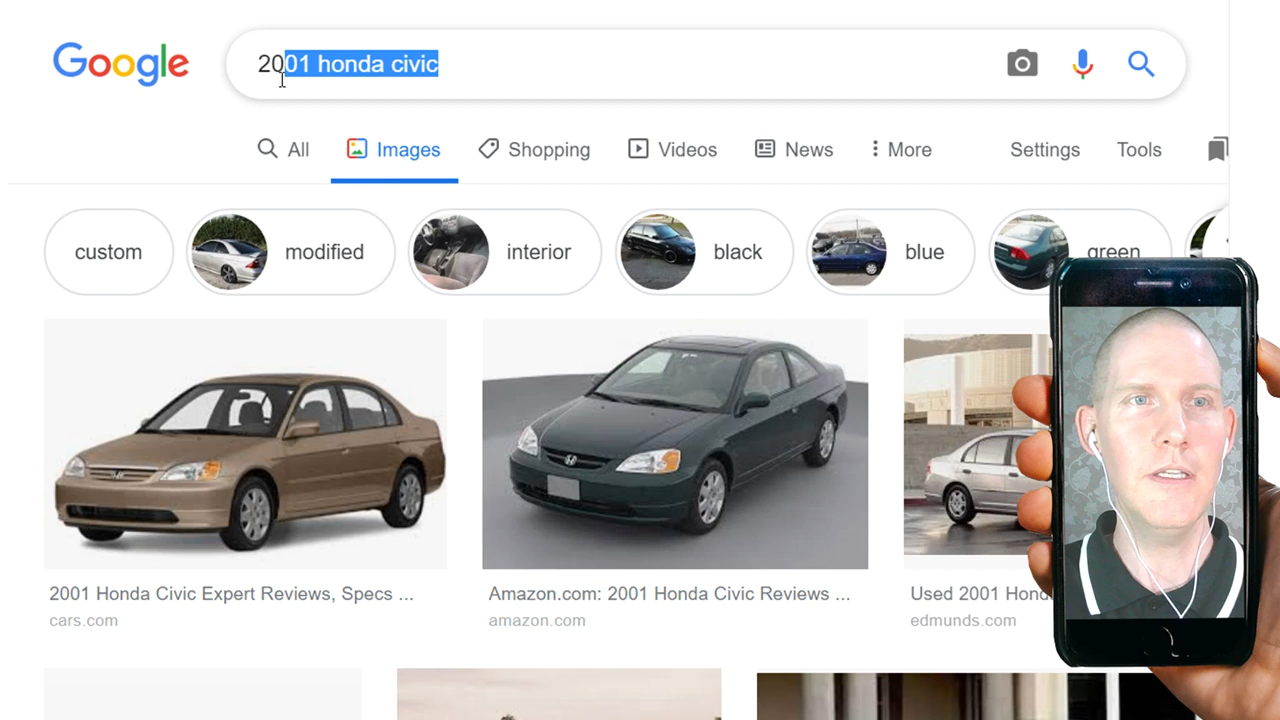 Google
2001 honda civic
All
Images
Shopping
Videos
News
More
Settings
Tools
custom
modified
interior
black
blue
green
2001 Honda Civic Expert Reviews, Specs ...
cars.com
Amazon.com: 2001 Honda Civic Reviews ...
amazon.com
Used 2001
edmunds.com